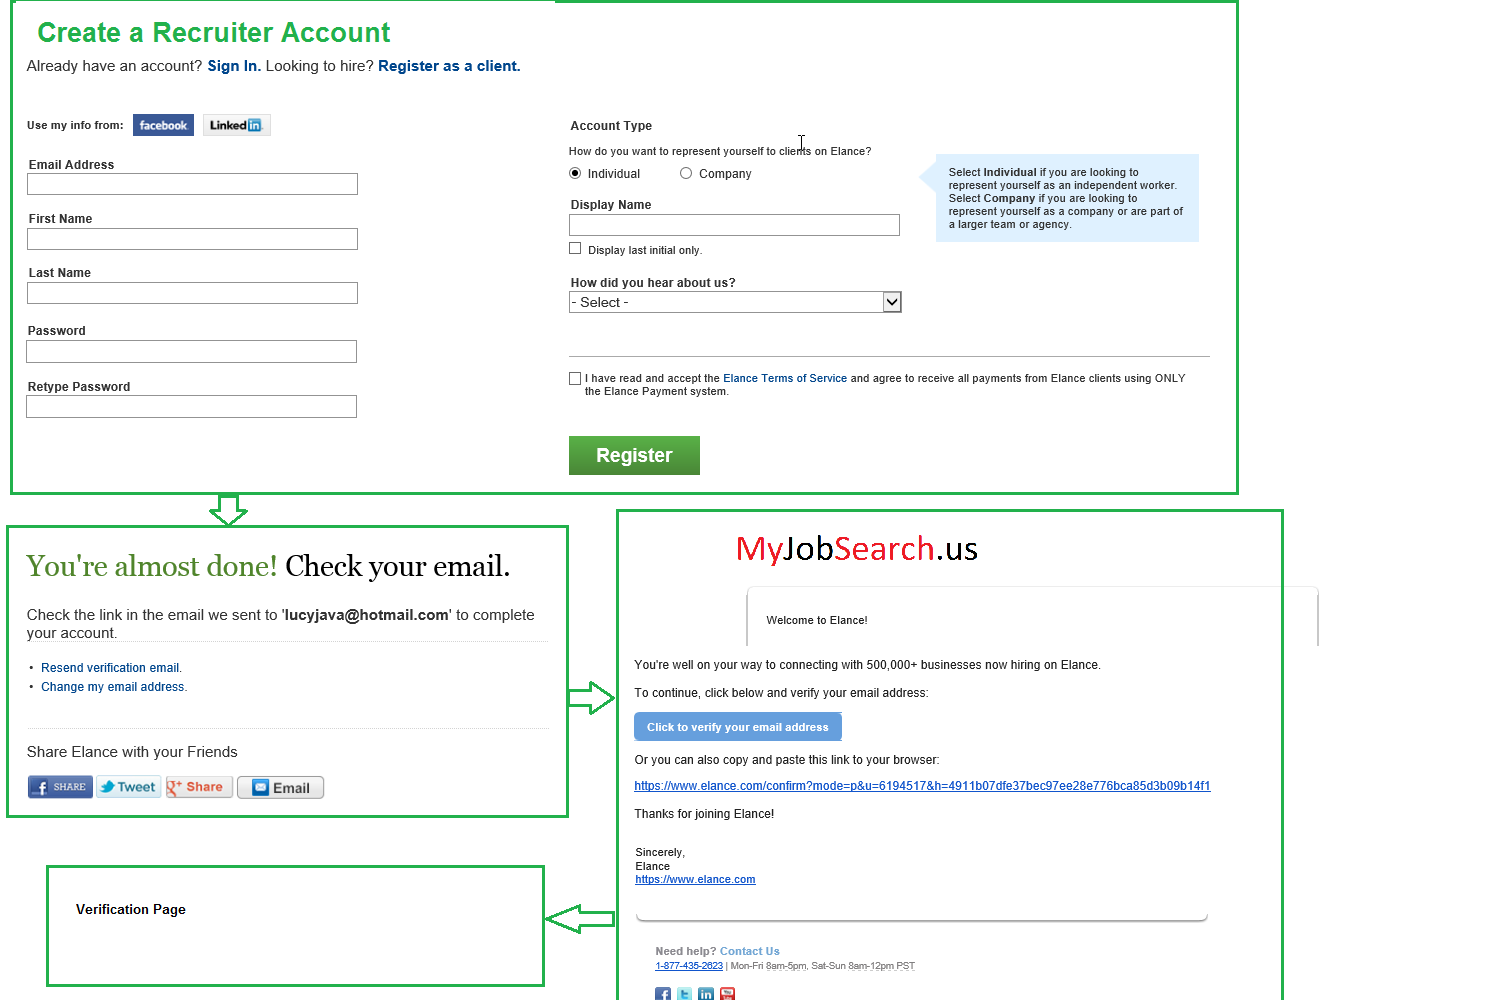 Create a Recruiter Account
Already have an account? Sign In. Looking to hire? Register as a client.
Use my info from: facebook LinkedIn
Email Address
First Name
Last Name
Password
Retype Password
Account Type
How do you want to represent yourself to clients on Elance?
Individual Company
Display Name
Display last initial only.
How did you hear about us?
- Select -
Select Individual if you are looking to
represent yourself as an independent worker.
Select Company if you are looking to
represent yourself as a company or are part of
a larger team or agency.
I have read and accept the Elance Terms of Service and agree to receive all payments from Elance clients using ONLY
the Elance Payment system.
Register
You're almost done! Check your email.
Check the link in the email we sent to 'lucyjava@hotmail.com' to complete
your account.
• Resend verification email.
• Change my email address.
Share Elance with your Friends
f SHARE Tweet g+ Share Email
MyJobSearch.us
Welcome to Elance!
You're well on your way to connecting with 500,000+ businesses now hiring on Elance.
To continue, click below and verify your email address:
Click to verify your email address
Or you can also copy and paste this link to your browser:
https://www.elance.com/confirm?mode=p&u=6194517&h=4911b07dfe37bec97ee28e776bca85d3b09b14f1
Thanks for joining Elance!
Sincerely,
Elance
https://www.elance.com
Need help? Contact Us
1-877-435-2623 | Mon-Fri 8am-5pm, Sat-Sun 8am-12pm PST
f t in You
Verification Page